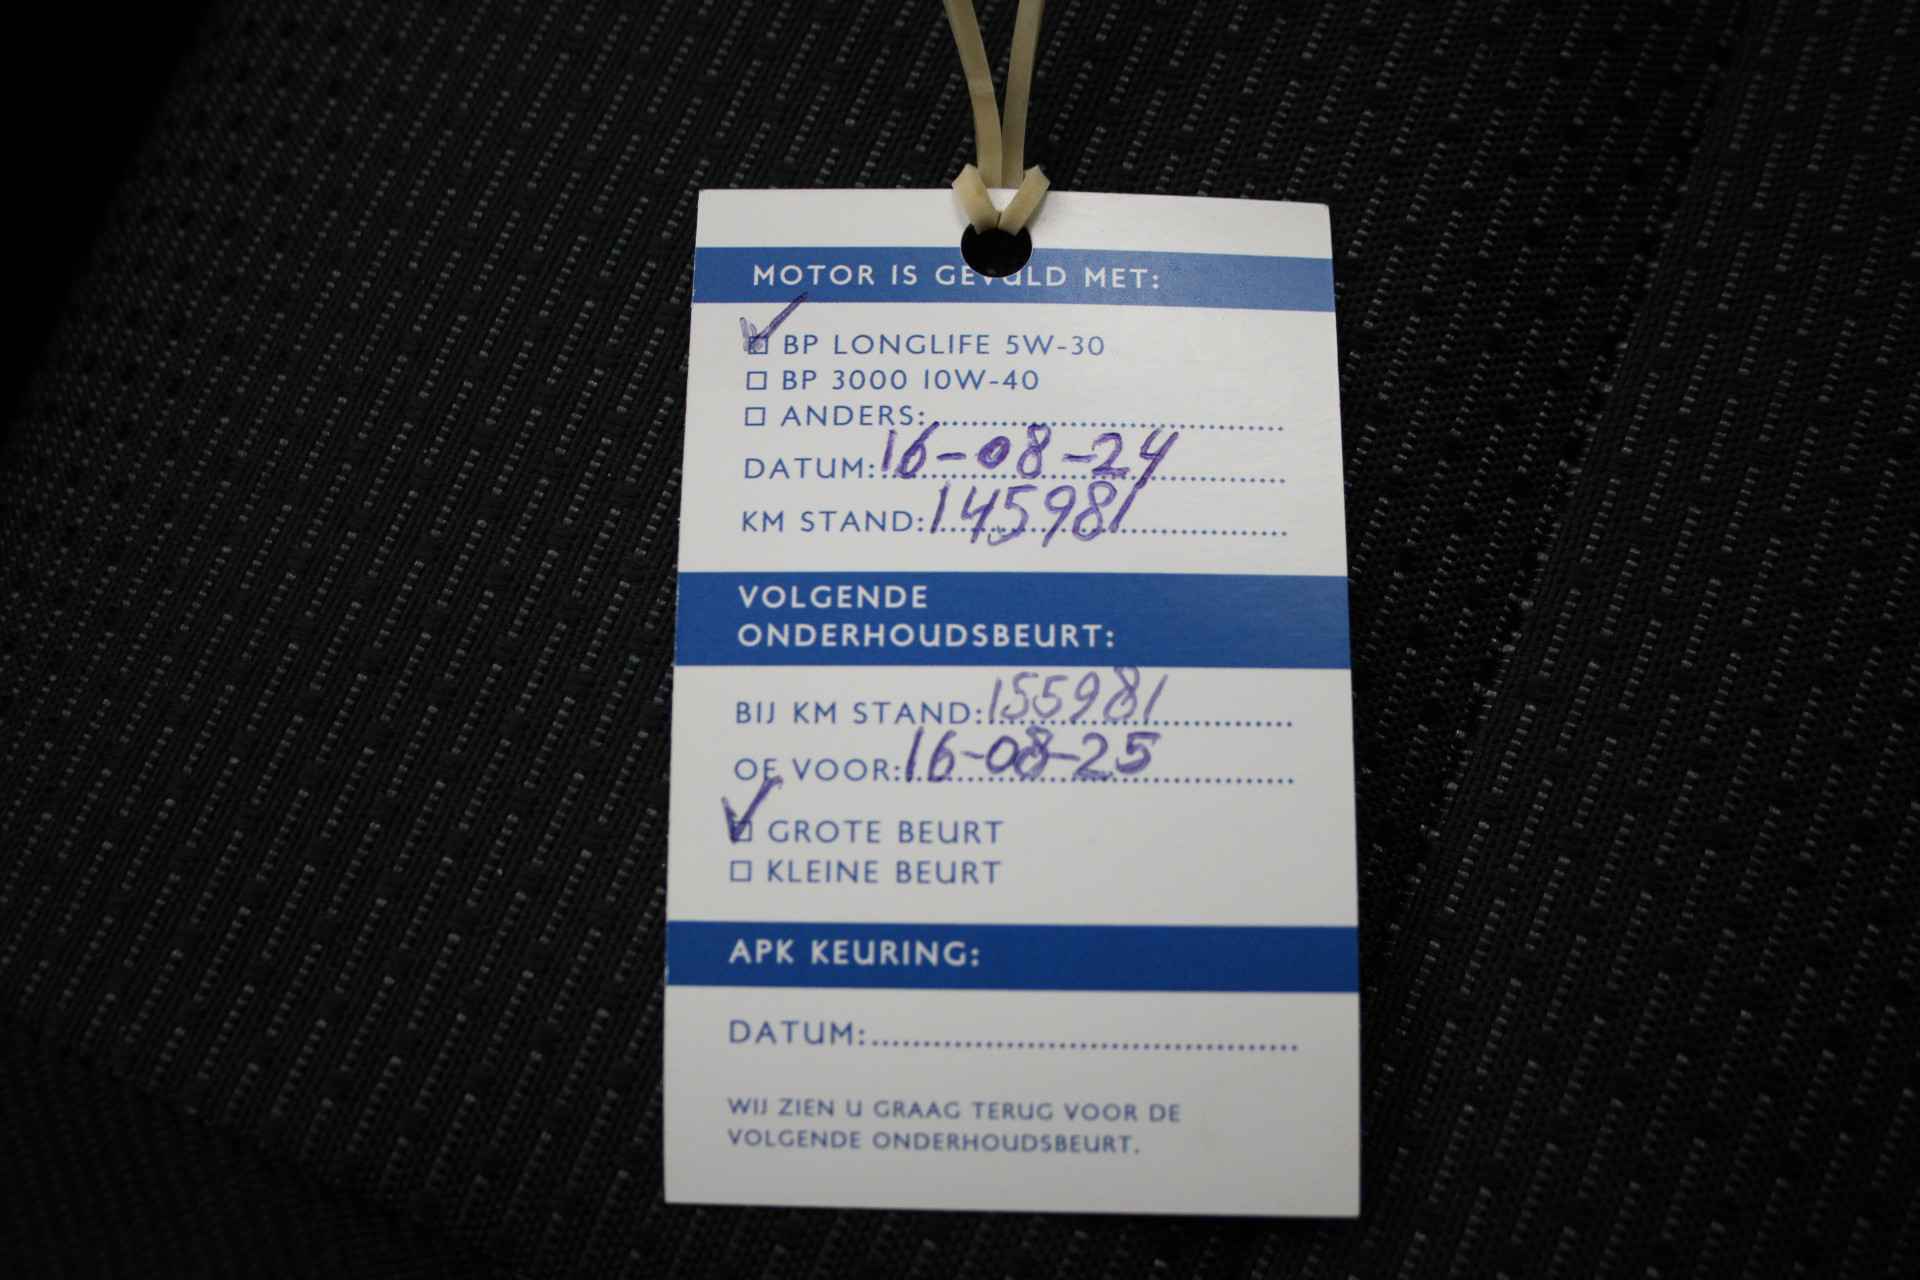 MOTOR IS GEVULD MET:
BP LONGLIFE 5W-30
BP 3000 10W-40
ANDERS:
DATUM: 16-08-24
KM STAND: 145981
VOLGENDE
ONDERHOUDSBEURT:
BIJ KM STAND: 155981
OF VOOR: 16-08-25
GROTE BEURT
KLEINE BEURT
APK KEURING:
DATUM:
WIJ ZIEN U GRAAG TERUG VOOR DE
VOLGENDE ONDERHOUDSBEURT.